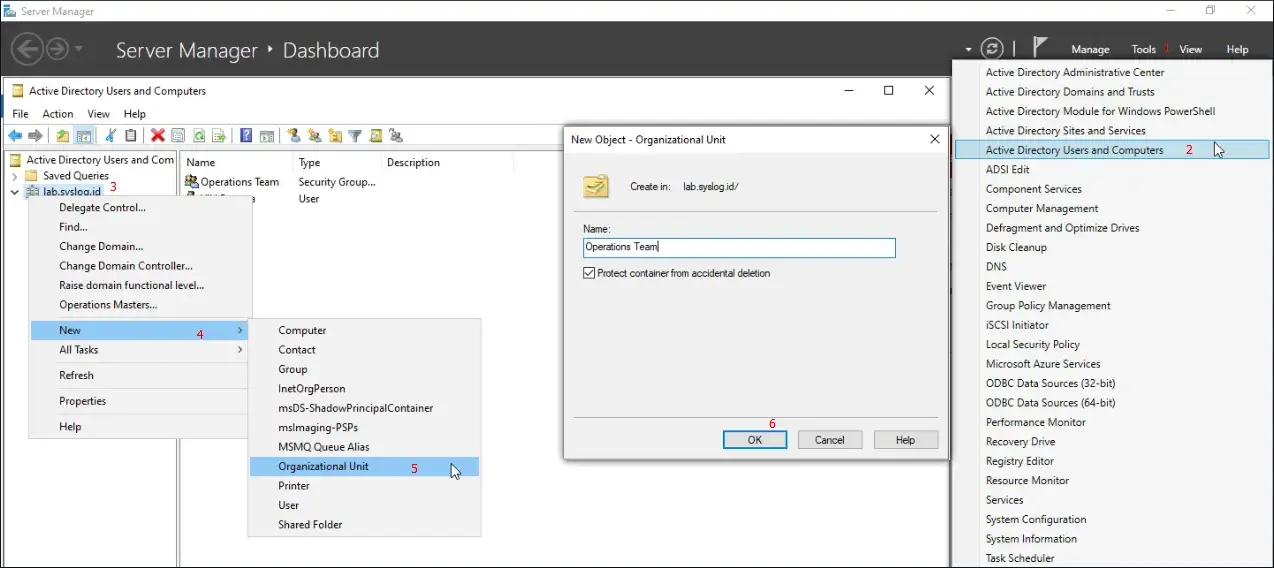 Server Manager
Server Manager ‣ Dashboard
Manage Tools 1 View Help
Active Directory Users and Computers
File Action View Help
Active Directory Users and Com
Saved Queries
lab.syslog.id 3
Name Type Description
Operations Team Security Group...
User
Delegate Control...
Find...
Change Domain...
Change Domain Controller...
Raise domain functional level...
Operations Masters...
New 4
All Tasks
Refresh
Properties
Help
Computer
Contact
Group
InetOrgPerson
msDS-ShadowPrincipalContainer
msImaging-PSPs
MSMQ Queue Alias
Organizational Unit 5
Printer
User
Shared Folder
New Object - Organizational Unit
Create in: lab.syslog.id/
Name:
Operations Team
Protect container from accidental deletion
6
OK Cancel Help
Active Directory Administrative Center
Active Directory Domains and Trusts
Active Directory Module for Windows PowerShell
Active Directory Sites and Services
Active Directory Users and Computers 2
ADSI Edit
Component Services
Computer Management
Defragment and Optimize Drives
Disk Cleanup
DNS
Event Viewer
Group Policy Management
iSCSI Initiator
Local Security Policy
Microsoft Azure Services
ODBC Data Sources (32-bit)
ODBC Data Sources (64-bit)
Performance Monitor
Recovery Drive
Registry Editor
Resource Monitor
Services
System Configuration
System Information
Task Scheduler